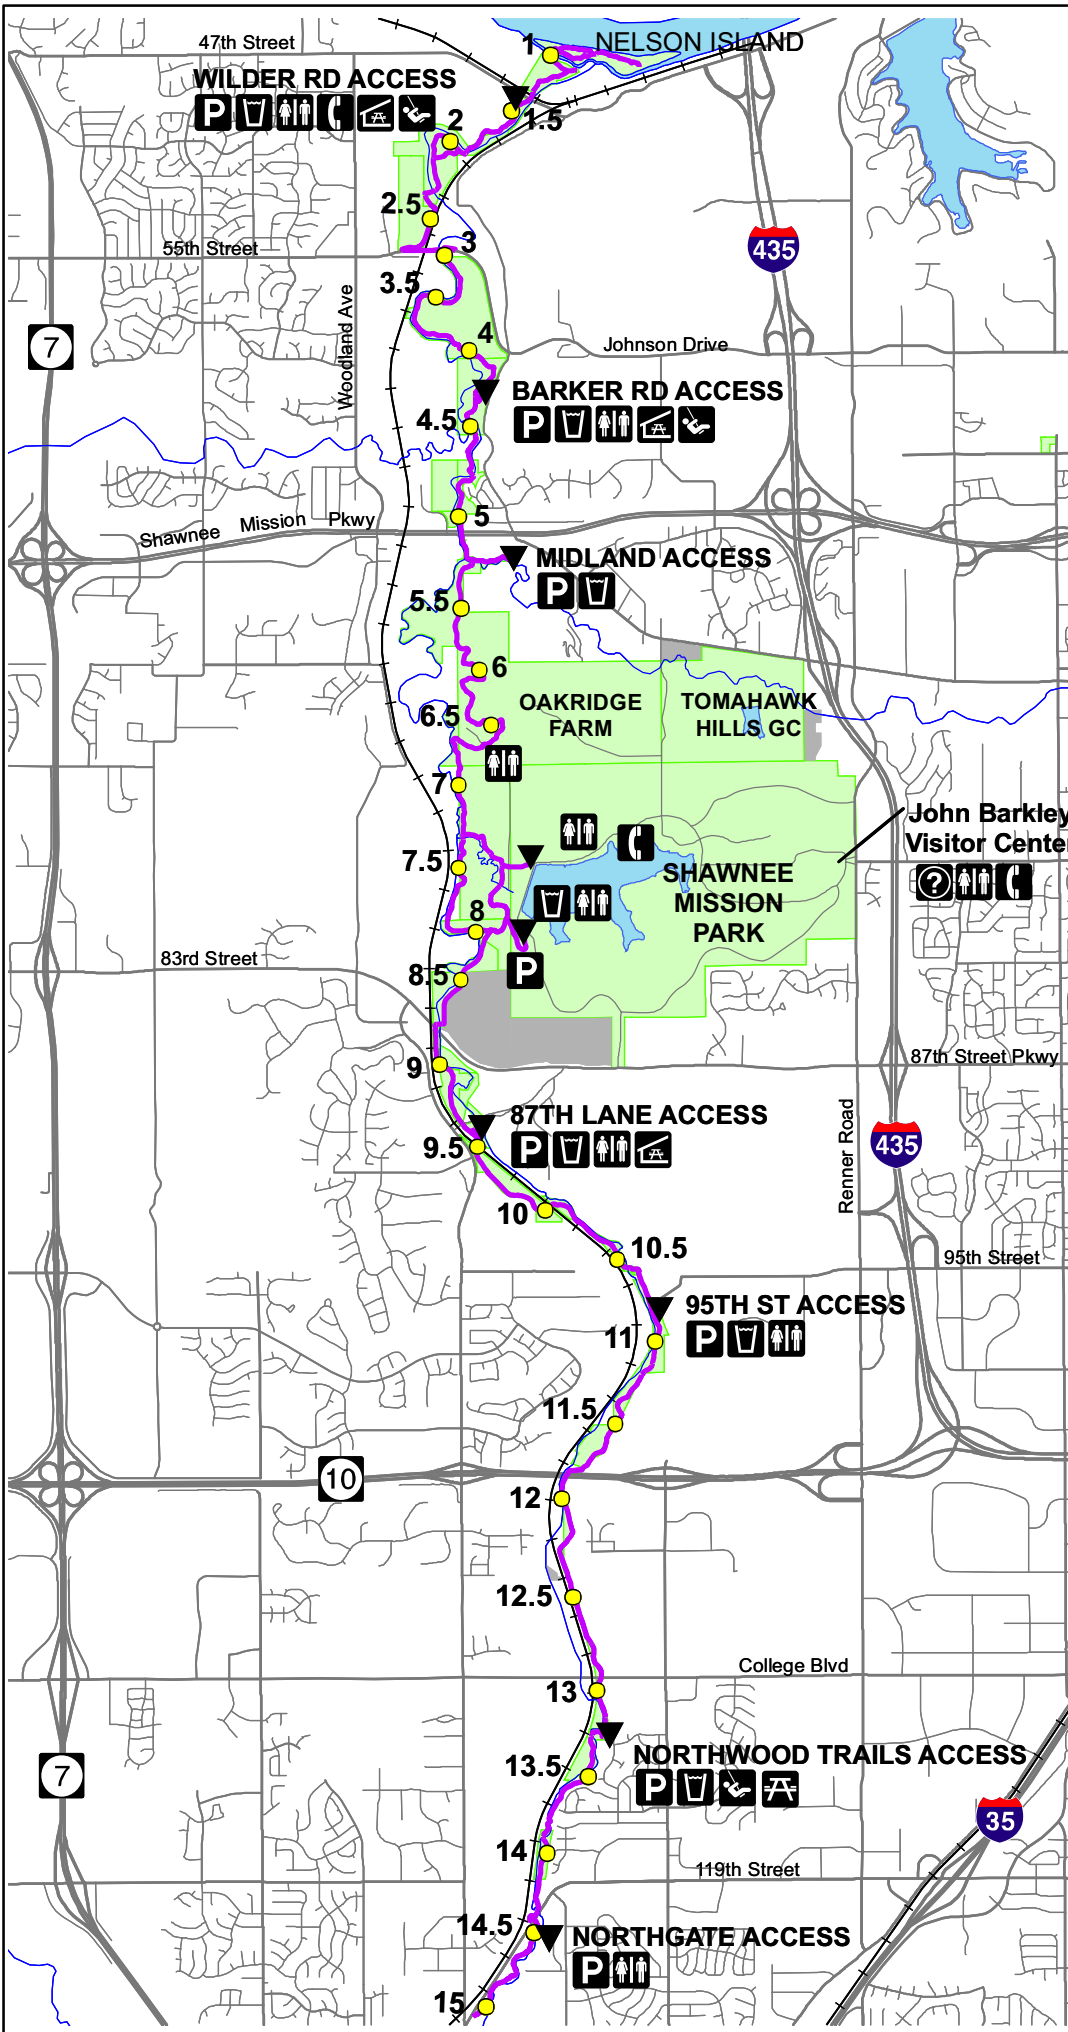 47th Street
1
NELSON ISLAND
WILDER RD ACCESS
P
1.5
2
2.5
3
55th Street
435
3.5
7
Woodland Ave
4
Johnson Drive
BARKER RD ACCESS
P
4.5
5
Shawnee Mission Pkwy
MIDLAND ACCESS
P
5.5
6
OAKRIDGE
FARM
TOMAHAWK
HILLS GC
6.5
7
John Barkley
Visitor Center
?
7.5
SHAWNEE
MISSION
PARK
8
83rd Street
8.5
P
87th Street Pkwy
9
87TH LANE ACCESS
P
9.5
Renner Road
435
10
10.5
95th Street
95TH ST ACCESS
P
11
11.5
10
12
12.5
College Blvd
13
NORTHWOOD TRAILS ACCESS
P
13.5
7
35
14
119th Street
14.5
NORTHGATE ACCESS
P
15